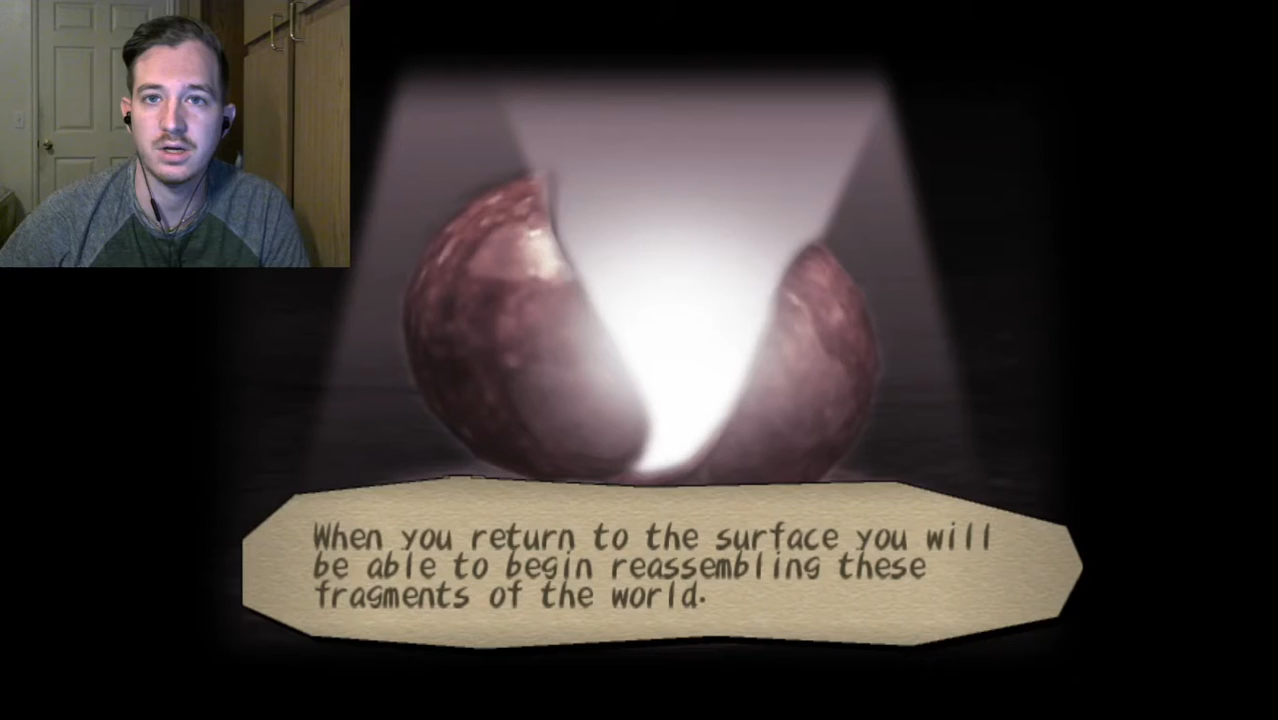 When you return to the surface you will
be able to begin reassembling these
fragments of the world.